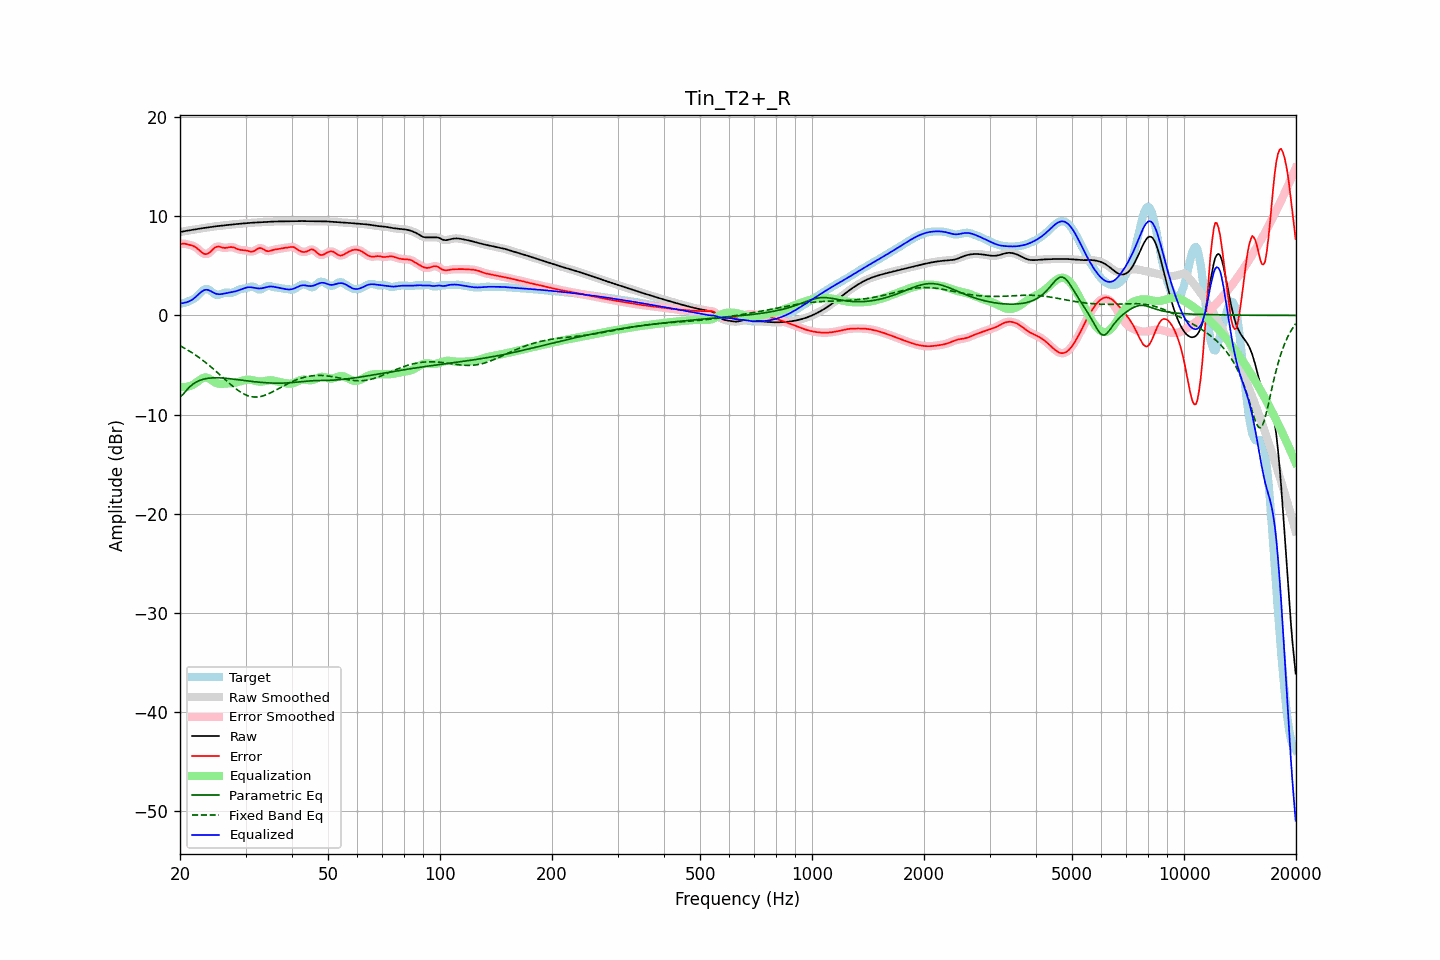 Tin_T2+_R
20
10
0
−10
−20
−30
−40
−50
Amplitude (dBr)
Target
Raw Smoothed
Error Smoothed
Raw
Error
Equalization
Parametric Eq
Fixed Band Eq
Equalized
20 50 100 200 500 1000 2000 5000 10000 20000
Frequency (Hz)